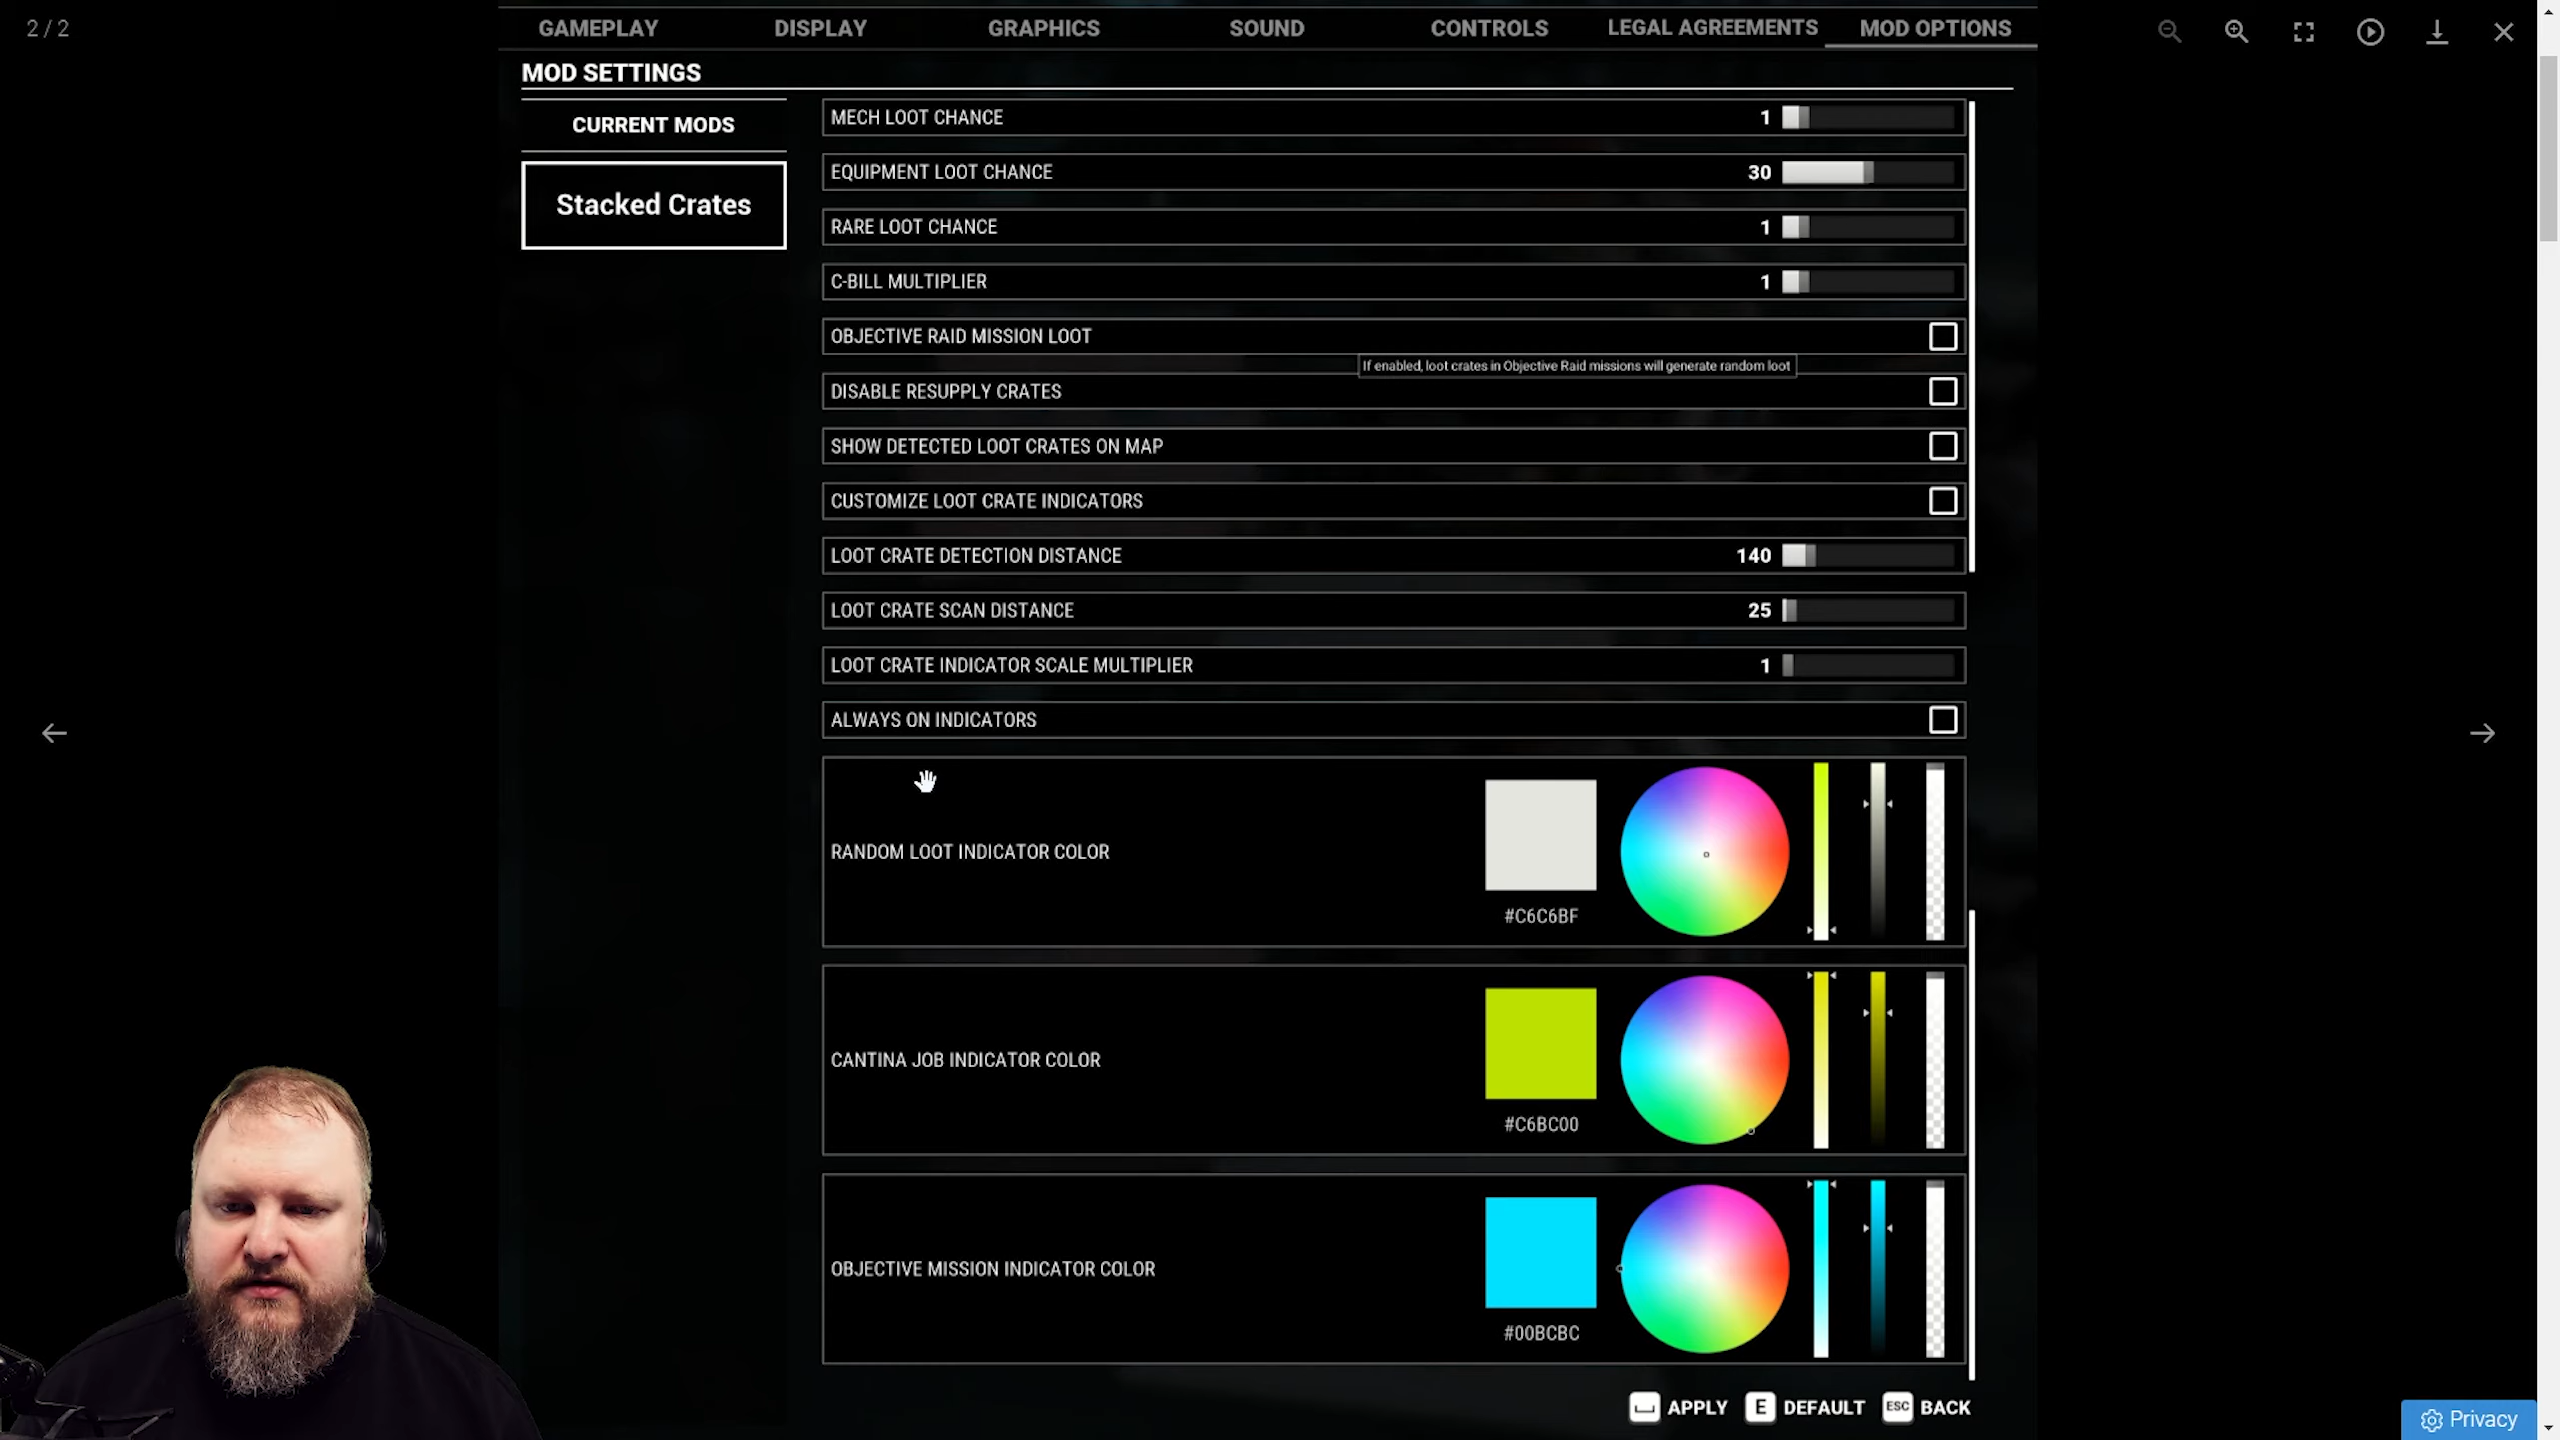 2 / 2
GAMEPLAY DISPLAY GRAPHICS SOUND CONTROLS LEGAL AGREEMENTS MOD OPTIONS
MOD SETTINGS
CURRENT MODS
Stacked Crates
MECH LOOT CHANCE 1
EQUIPMENT LOOT CHANCE 30
RARE LOOT CHANCE 1
C-BILL MULTIPLIER 1
OBJECTIVE RAID MISSION LOOT
If enabled, loot crates in Objective Raid missions will generate random loot
DISABLE RESUPPLY CRATES
SHOW DETECTED LOOT CRATES ON MAP
CUSTOMIZE LOOT CRATE INDICATORS
LOOT CRATE DETECTION DISTANCE 140
LOOT CRATE SCAN DISTANCE 25
LOOT CRATE INDICATOR SCALE MULTIPLIER 1
ALWAYS ON INDICATORS
RANDOM LOOT INDICATOR COLOR
#C6C6BF
CANTINA JOB INDICATOR COLOR
#C6BC00
OBJECTIVE MISSION INDICATOR COLOR
#00BCBC
APPLY E DEFAULT ESC BACK
Privacy